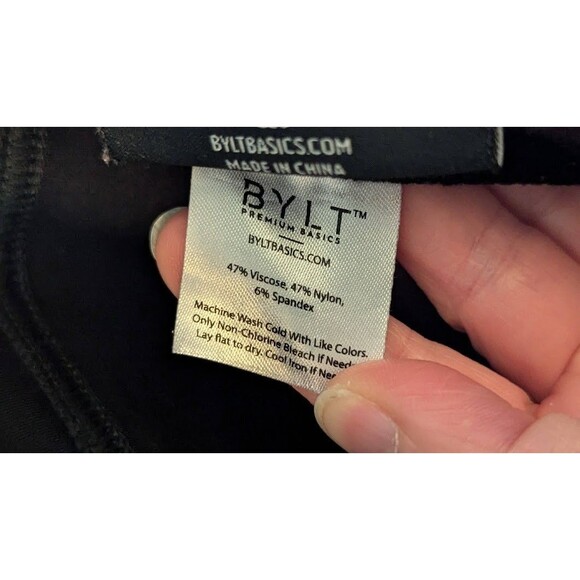 BYLTBASICS.COM
MADE IN CHINA
BYLT™
PREMIUM BASICS
BYLTBASICS.COM
47% Viscose, 47% Nylon,
6% Spandex
Machine Wash Cold With Like Colors.
Only Non-Chlorine Bleach If
Lay flat to dry. Cool Iron If